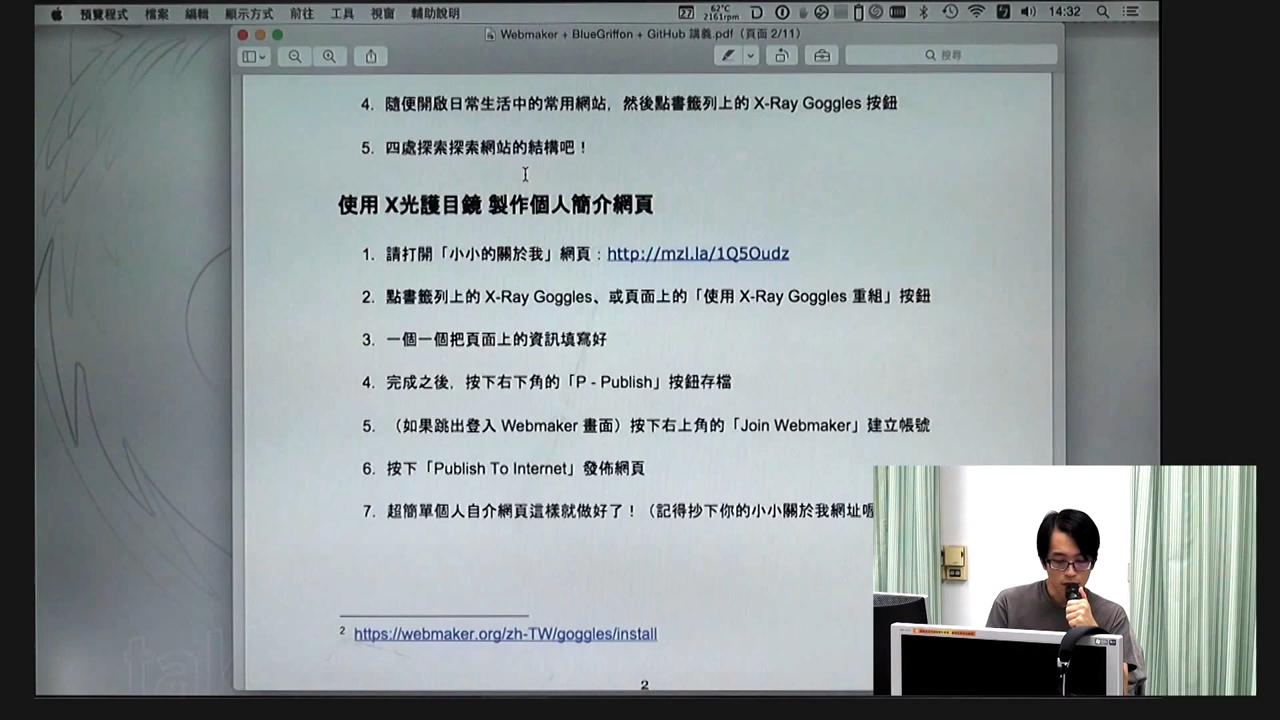 預覽程式 檔案 編輯 顯示方式 前往 工具 視窗 輔助說明 27 62°C 2161rpm 14:32
Webmaker + BlueGriffon + GitHub 講義.pdf（頁面 2/11）
搜尋
4. 隨便開啟日常生活中的常用網站，然後點書籤列上的 X-Ray Goggles 按鈕
5. 四處探索探索網站的結構吧！
使用 X光護目鏡 製作個人簡介網頁
1. 請打開「小小的關於我」網頁：http://mzl.la/1Q5Oudz
2. 點書籤列上的 X-Ray Goggles、或頁面上的「使用 X-Ray Goggles 重組」按鈕
3. 一個一個把頁面上的資訊填寫好
4. 完成之後，按下右下角的「P - Publish」按鈕存檔
5. （如果跳出登入 Webmaker 畫面）按下右上角的「Join Webmaker」建立帳號
6. 按下「Publish To Internet」發佈網頁
7. 超簡單個人自介網頁這樣就做好了！（記得抄下你的小小關於我網址喔
2 https://webmaker.org/zh-TW/goggles/install
2